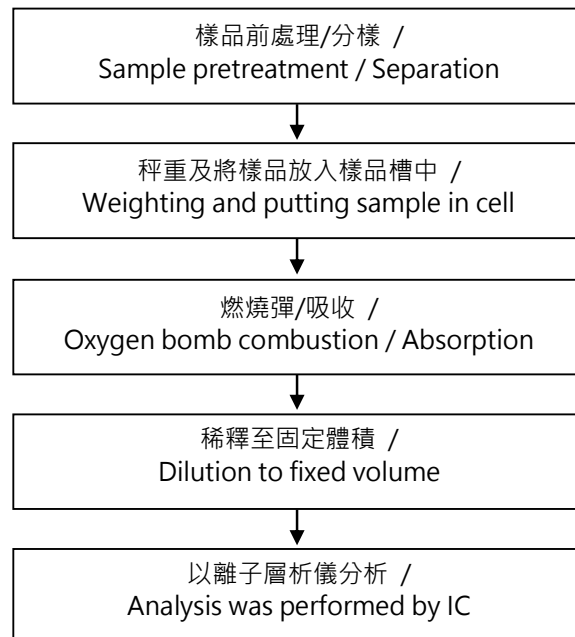 樣品前處理/分樣 /
Sample pretreatment / Separation
秤重及將樣品放入樣品槽中 /
Weighting and putting sample in cell
燃燒彈/吸收 /
Oxygen bomb combustion / Absorption
稀釋至固定體積 /
Dilution to fixed volume
以離子層析儀分析 /
Analysis was performed by IC